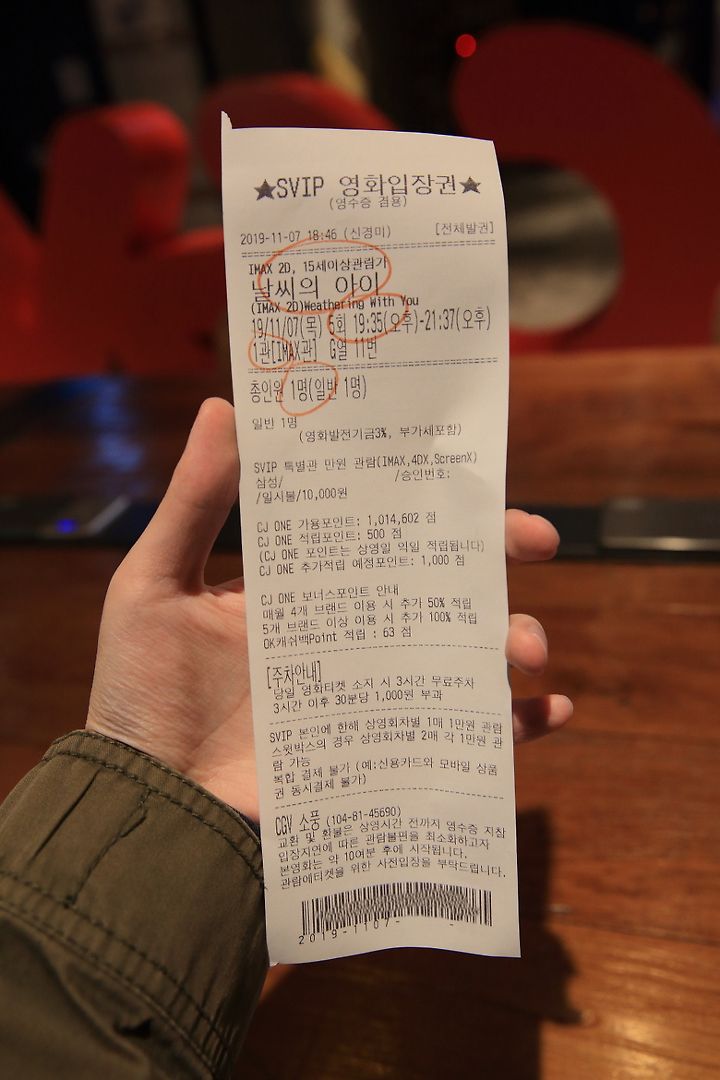 ★SVIP 영화입장권★
(영수증 겸용)
2019-11-07 18:46 (신경미) [전체발권]
IMAX 2D, 15세이상관람가
날씨의 아이
(IMAX 2D)Weathering With You
19/11/07(목) 5회 19:35(오후)-21:37(오후)
1관[IMAX관] G열 11번
총인원 1명(일반 1명)
일반 1명
(영화발전기금3%, 부가세포함)
SVIP 특별관 만원 관람(IMAX,4DX,ScreenX)
삼성/ /승인번호:
/일시불/10,000원
CJ ONE 가용포인트: 1,014,602 점
CJ ONE 적립포인트: 500 점
(CJ ONE 포인트는 상영일 익일 적립됩니다)
CJ ONE 추가적립 예정포인트: 1,000 점
CJ ONE 보너스포인트 안내
매월 4개 브랜드 이용 시 추가 50% 적립
5개 브랜드 이상 이용 시 추가 100% 적립
OK캐쉬백Point 적립 : 63 점
[주차안내]
당일 영화티켓 소지 시 3시간 무료주차
3시간 이후 30분당 1,000원 부과
SVIP 본인에 한해 상영회차별 1매 1만원 관람
스윗박스의 경우 상영회차별 2매 각 1만원 관
람 가능
복합 결제 불가 (예:신용카드와 모바일 상품
권 동시결제 불가)
CGV 소풍 (104-81-45690)
교환 및 환불은 상영시간 전까지 영수증 지참
입장지연에 따른 관람불편을 최소화하고자
본영화는 약 10여분 후에 시작됩니다.
관람에티켓을 위한 사전입장을 부탁드립니다.
2019-1107- -